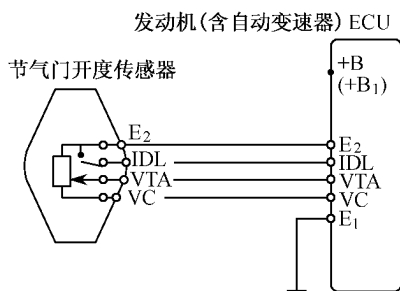 发动机(含自动变速器) ECU
节气门开度传感器
+B
(+B₁)
E₂
IDL
VTA
VC
E₂
IDL
VTA
VC
E₁